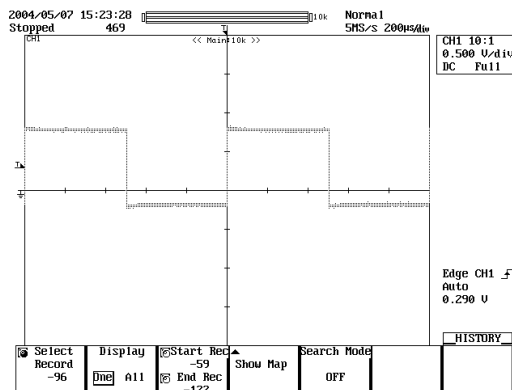 2004/05/07 15:23:28
Stopped 469
10k
Normal
5MS/s 200μs/div
CH1
<< Main:10k >>
T
CH1 10:1
0.500 V/div
DC Full
T
Edge CH1
Auto
0.290 V
HISTORY
Select
Record
-96
Display
One All
Start Rec
-59
End Rec
-122
Show Map
Search Mode
OFF